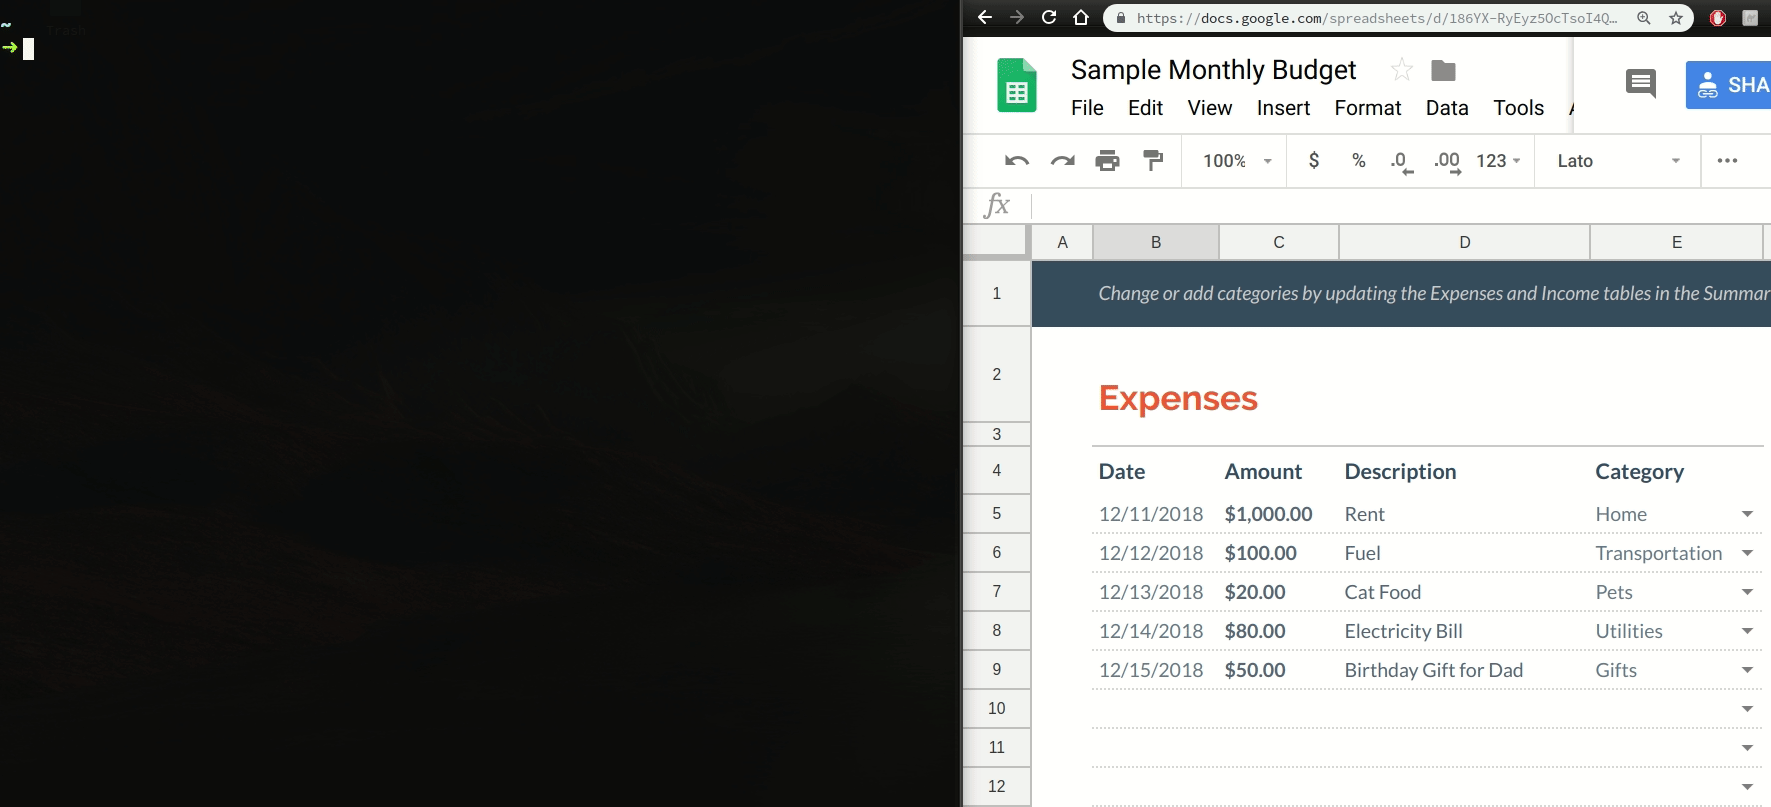 ~
Trash
➜
https://docs.google.com/spreadsheets/d/186YX-RyEyz5OcTsoI4Q...
Sample Monthly Budget
File Edit View Insert Format Data Tools
SHA
100% $ % .0 .00 123 Lato
fx
A B C D E
1 Change or add categories by updating the Expenses and Income tables in the Summar
2 Expenses
3
4 Date Amount Description Category
5 12/11/2018 $1,000.00 Rent Home
6 12/12/2018 $100.00 Fuel Transportation
7 12/13/2018 $20.00 Cat Food Pets
8 12/14/2018 $80.00 Electricity Bill Utilities
9 12/15/2018 $50.00 Birthday Gift for Dad Gifts
10
11
12